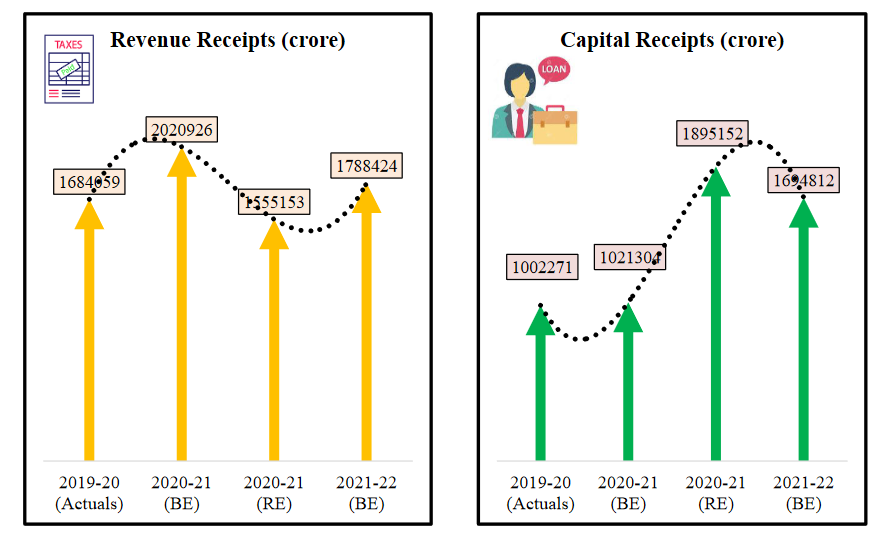 TAXES
Paid
Revenue Receipts (crore)
1684059
2020926
1555153
1788424
2019-20
(Actuals)
2020-21
(BE)
2020-21
(RE)
2021-22
(BE)
Capital Receipts (crore)
LOAN
1002271
1021304
1895152
1694812
2019-20
(Actuals)
2020-21
(BE)
2020-21
(RE)
2021-22
(BE)